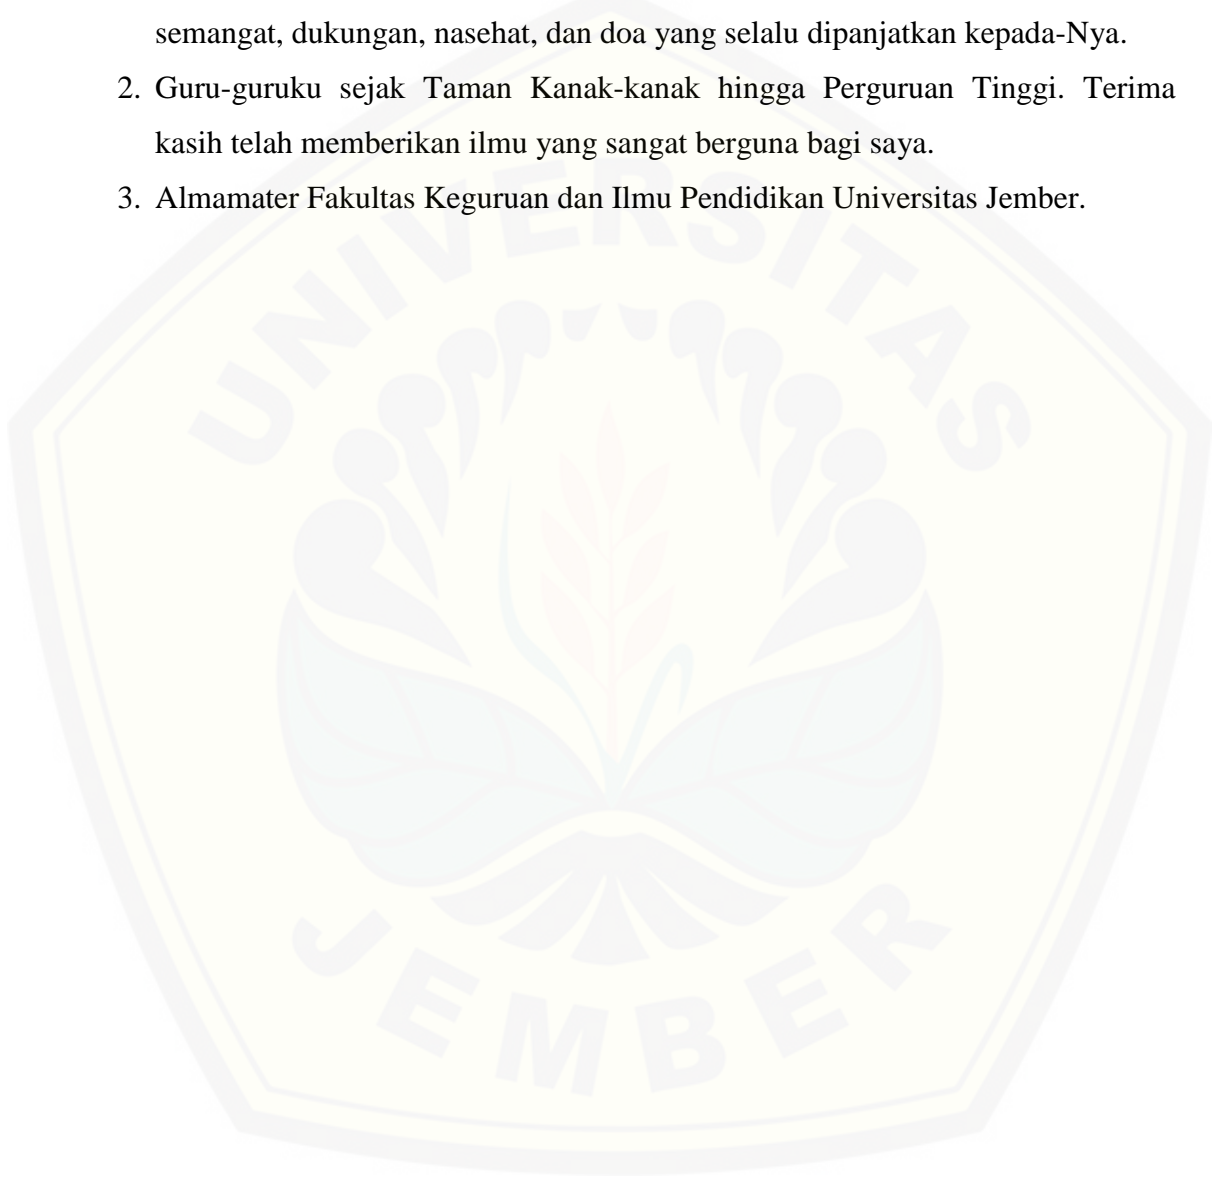 semangat, dukungan, nasehat, dan doa yang selalu dipanjatkan kepada-Nya.
2. Guru-guruku sejak Taman Kanak-kanak hingga Perguruan Tinggi. Terima
kasih telah memberikan ilmu yang sangat berguna bagi saya.
3. Almamater Fakultas Keguruan dan Ilmu Pendidikan Universitas Jember.
UNIVERSITAS
JEMBER